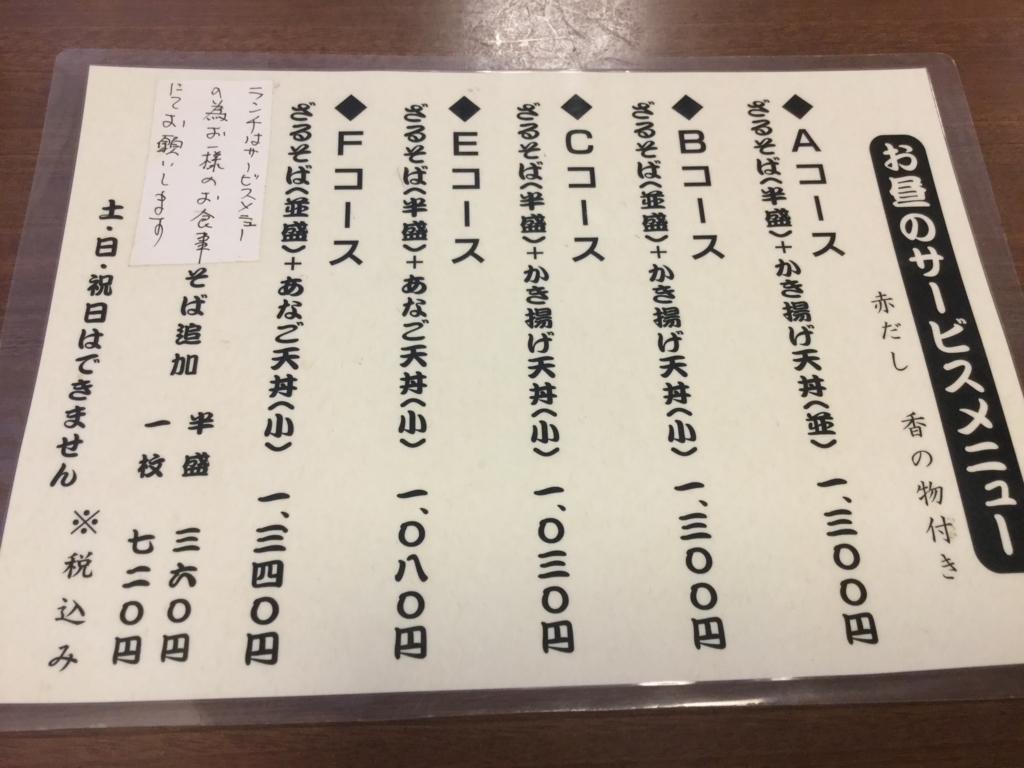 お昼のサービスメニュー
赤だし 香の物付き
◆Aコース
ざるそば(半盛)+かき揚げ天丼(並) 一、三〇〇円
◆Bコース
ざるそば(並盛)+かき揚げ天丼(小) 一、三〇〇円
◆Cコース
ざるそば(半盛)+かき揚げ天丼(小) 一、〇三〇円
◆Eコース
ざるそば(半盛)+あなご天丼(小) 一、〇八〇円
◆Fコース
ざるそば(並盛)+あなご天丼(小) 一、三四〇円
そば追加 半盛 三六〇円
一枚 七二〇円
土・日・祝日はできません ※税込み
ランチはサービスメニュー
の為お一様のお食事
にてお願いします